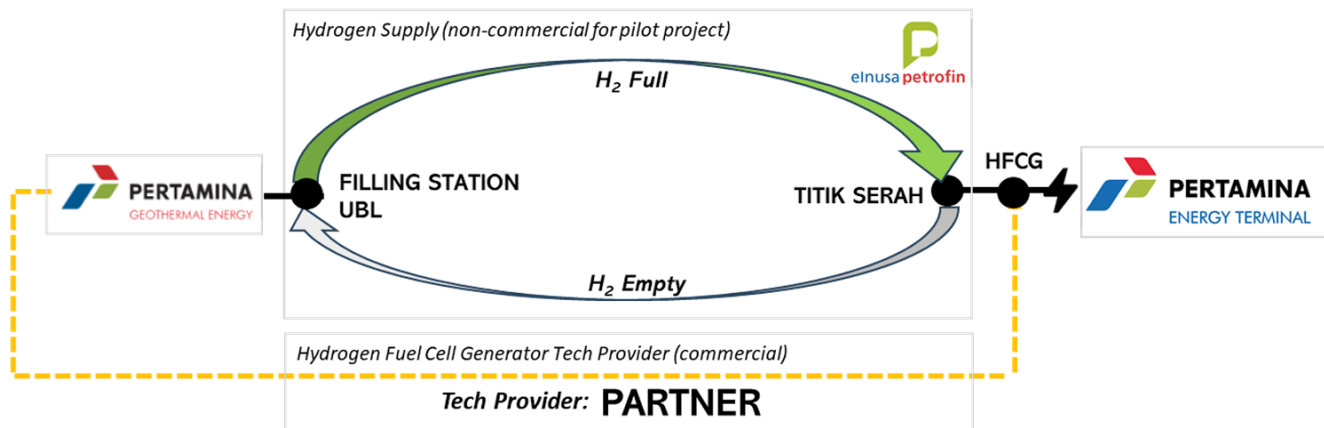 Hydrogen Supply (non-commercial for pilot project)
elnusa petrofin
H₂ Full
PERTAMINA
GEOTHERMAL ENERGY
FILLING STATION
UBL
TITIK SERAH
HFCG
PERTAMINA
ENERGY TERMINAL
H₂ Empty
Hydrogen Fuel Cell Generator Tech Provider (commercial)
Tech Provider: PARTNER